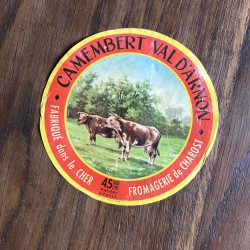 CAMEMBERT VAL D'ARNON
FABRIQUÉ dans le CHER
45%
FROMAGERIE de CHAROST